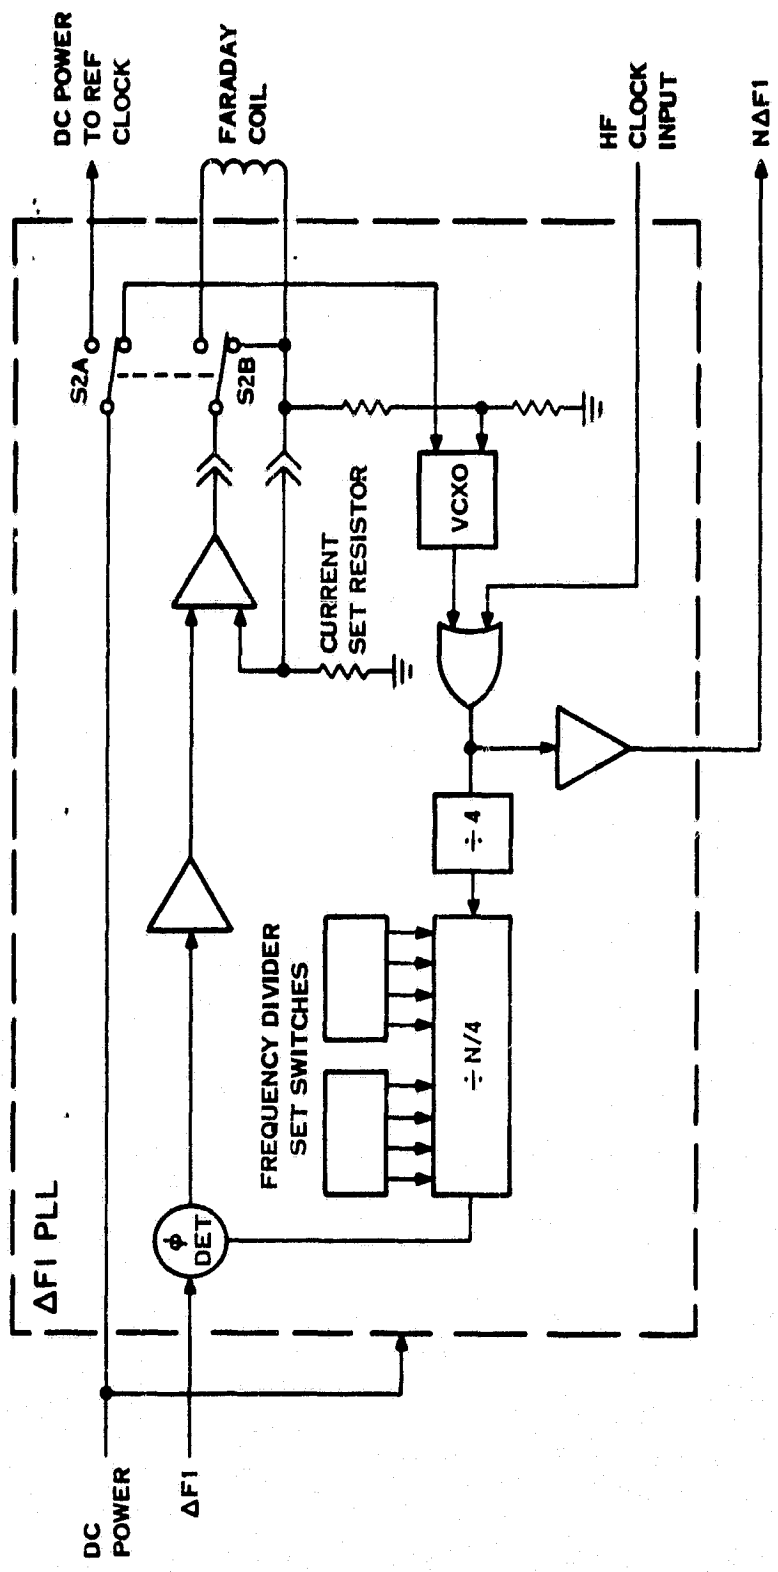 ΔF1 PLL
DC
POWER
ΔF1
ϕ
DET
FREQUENCY DIVIDER
SET SWITCHES
÷ N/4
÷ 4
CURRENT
SET RESISTOR
VCXO
S2A
S2B
DC POWER
TO REF
CLOCK
FARADAY
COIL
HF
CLOCK
INPUT
NΔF1